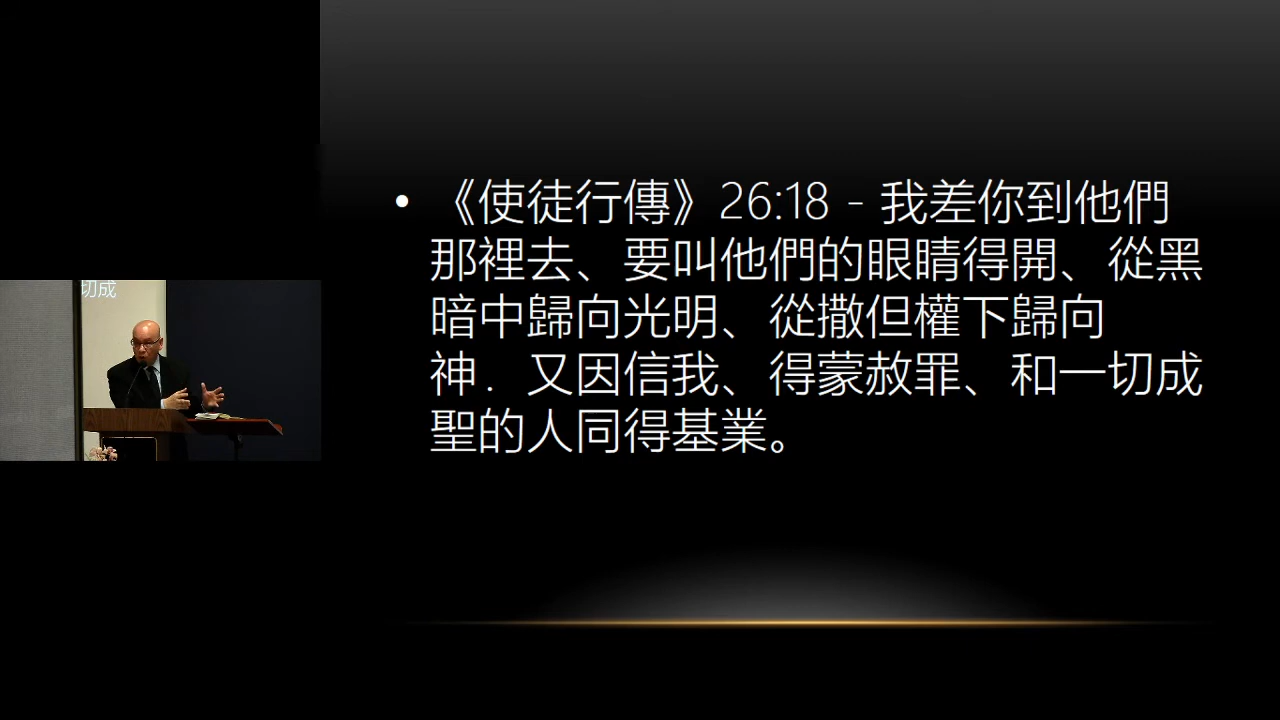 • 《使徒行傳》26:18 - 我差你到他們
那裡去、要叫他們的眼睛得開、從黑
暗中歸向光明、從撒但權下歸向
神．又因信我、得蒙赦罪、和一切成
聖的人同得基業。
切成